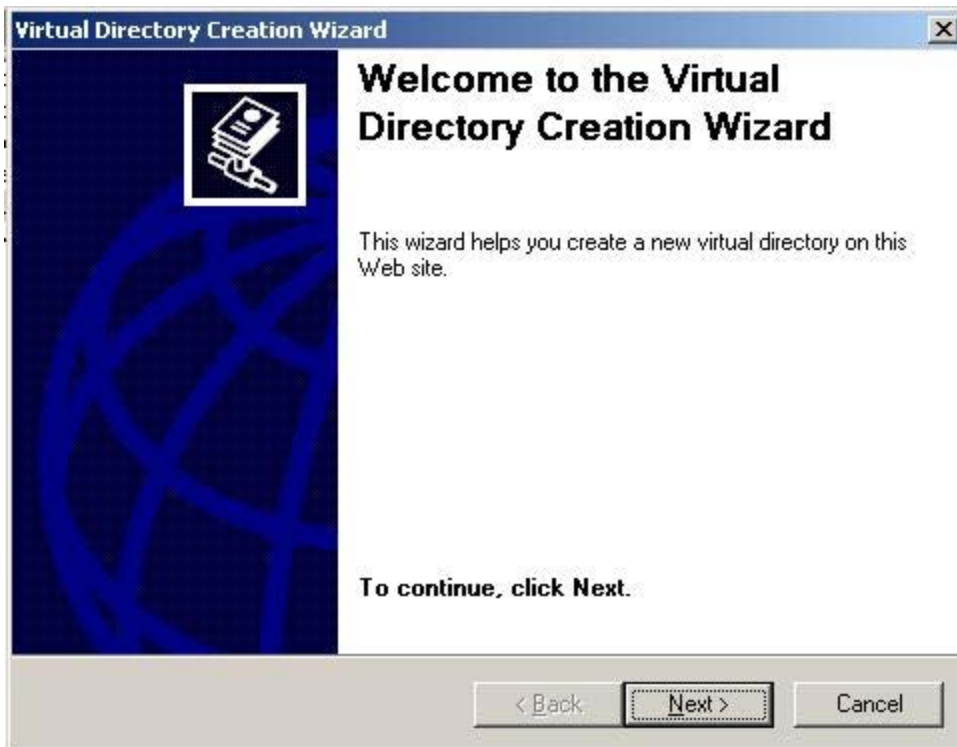 Virtual Directory Creation Wizard
Welcome to the Virtual
Directory Creation Wizard
This wizard helps you create a new virtual directory on this
Web site.
To continue, click Next.
< Back Next > Cancel